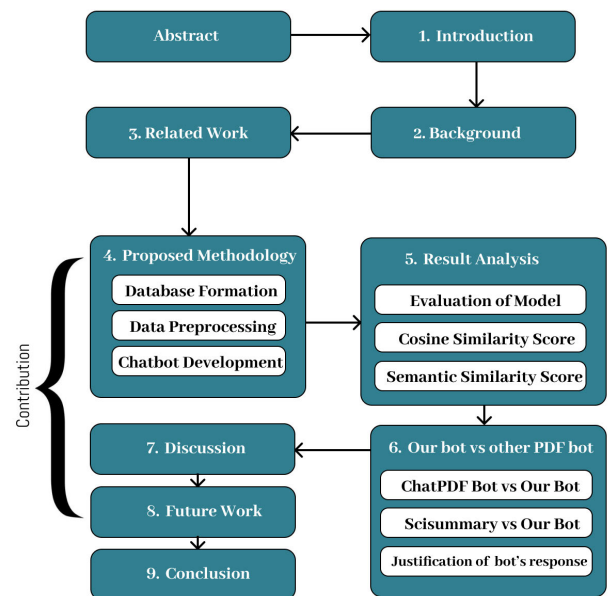 Abstract
1. Introduction
2. Background
3. Related Work
Contribution
4. Proposed Methodology
Database Formation
Data Preprocessing
Chatbot Development
5. Result Analysis
Evaluation of Model
Cosine Similarity Score
Semantic Similarity Score
6. Our bot vs other PDF bot
ChatPDF Bot vs Our Bot
Scisummary vs Our Bot
Justification of bot's response
7. Discussion
8. Future Work
9. Conclusion